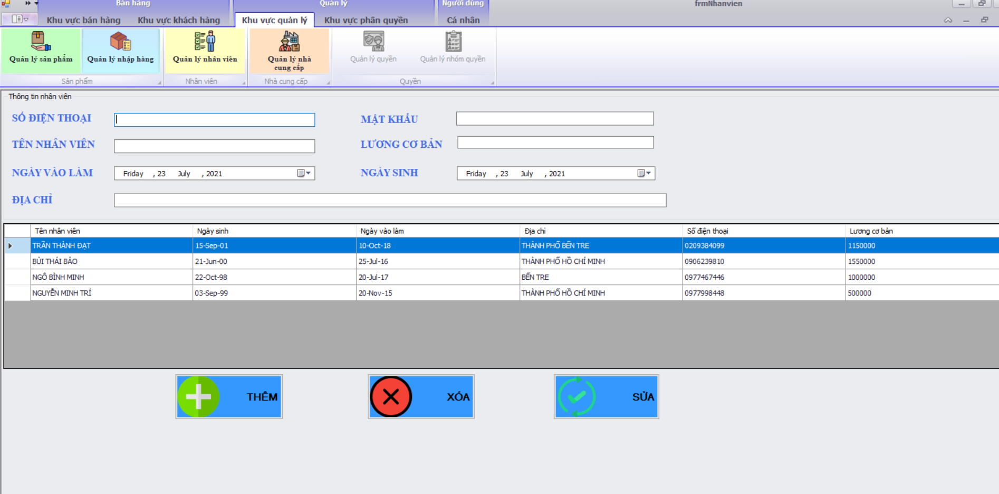 Bán hàng Quản lý Người dùng frmNhanvien
Khu vực bán hàng Khu vực khách hàng Khu vực quản lý Khu vực phân quyền Cá nhân
Quản lý sản phẩm Quản lý nhập hàng Quản lý nhân viên Quản lý nhà cung cấp Quản lý quyền Quản lý nhóm quyền
Sản phẩm Nhân viên Nhà cung cấp Quyền
Thông tin nhân viên
SỐ ĐIỆN THOẠI MẬT KHẨU
TÊN NHÂN VIÊN LƯƠNG CƠ BẢN
NGÀY VÀO LÀM Friday , 23 July , 2021 NGÀY SINH Friday , 23 July , 2021
ĐỊA CHỈ
Tên nhân viên Ngày sinh Ngày vào làm Địa chỉ Số điện thoại Lương cơ bản
TRẦN THÀNH ĐẠT 15-Sep-01 10-Oct-18 THÀNH PHỐ BẾN TRE 0209384099 1150000
BÙI THÁI BẢO 21-Jun-00 25-Jul-16 THÀNH PHỐ HỒ CHÍ MINH 0906239810 1550000
NGÔ BÌNH MINH 22-Oct-98 20-Jul-17 BẾN TRE 0977467446 1000000
NGUYỄN MINH TRÍ 03-Sep-99 20-Nov-15 THÀNH PHỐ HỒ CHÍ MINH 0977998448 500000
THÊM XÓA SỬA